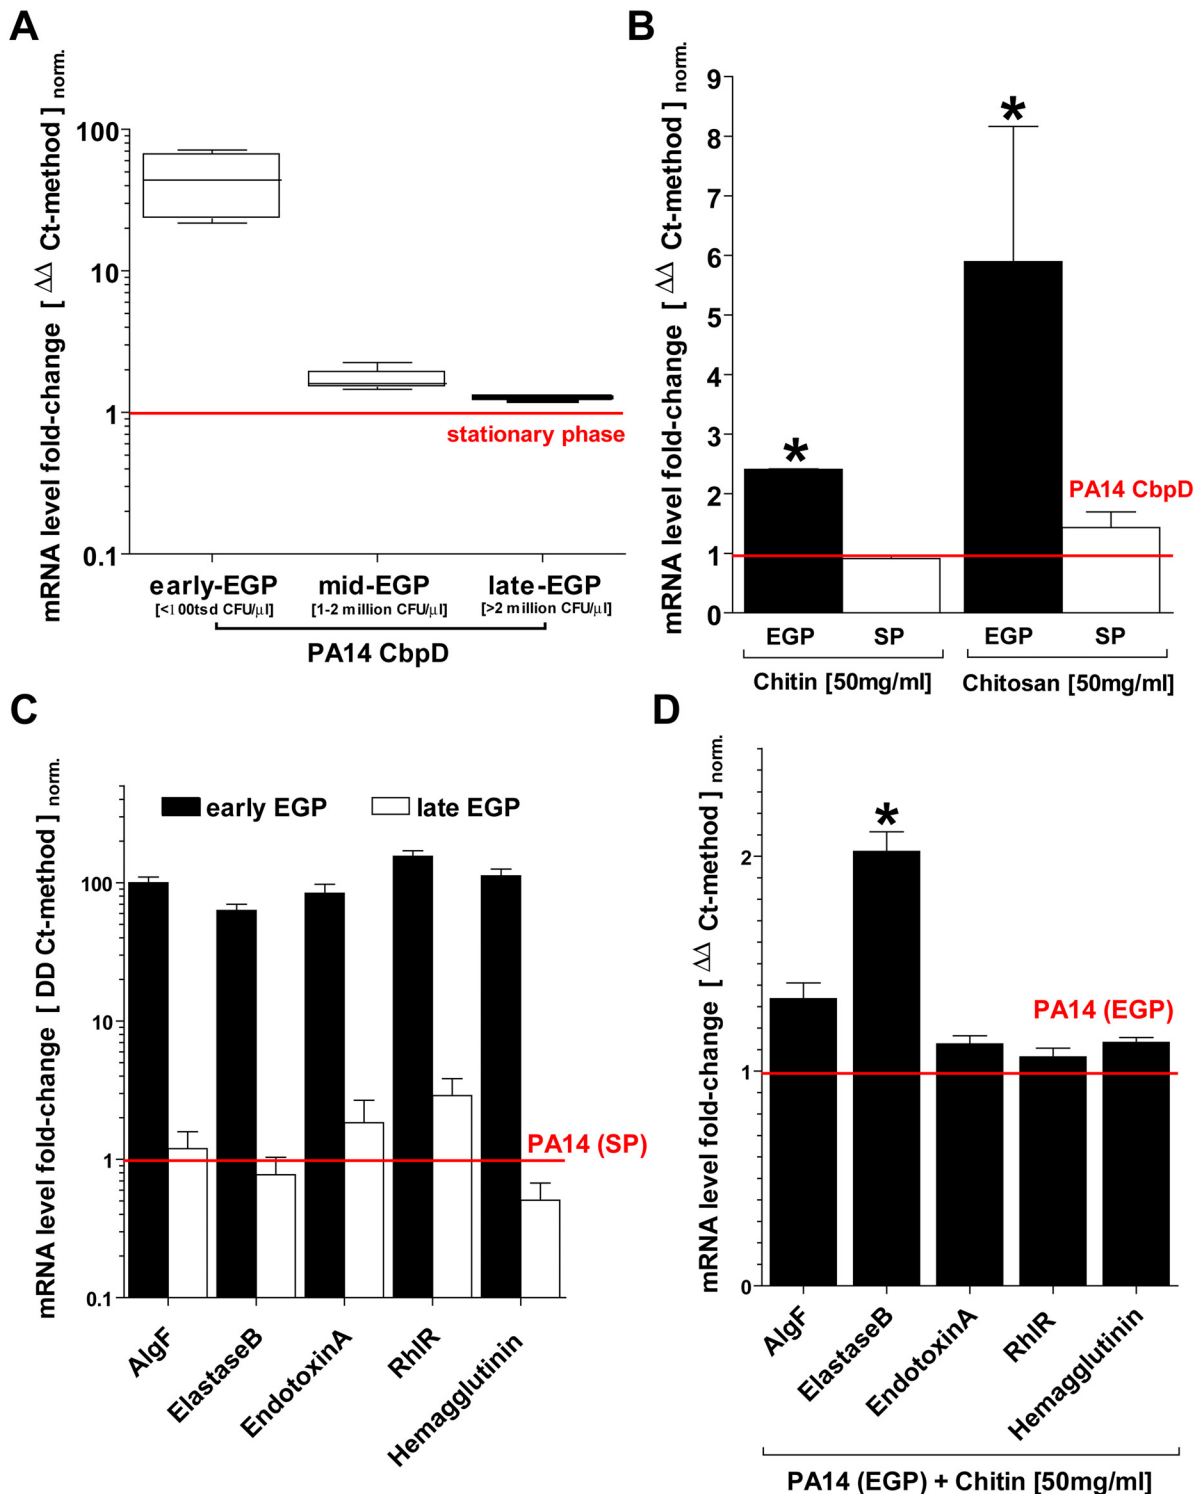 A
mRNA level fold-change [ ΔΔ Ct-method ] norm.
100
10
1
0.1
stationary phase
early-EGP
[<100tsd CFU/μl]
mid-EGP
[1-2 million CFU/μl]
late-EGP
[>2 million CFU/μl]
PA14 CbpD
B
mRNA level fold-change [ ΔΔ Ct-method ] norm.
9
8
7
6
5
4
3
2
1
0
*
*
PA14 CbpD
EGP
SP
EGP
SP
Chitin [50mg/ml]
Chitosan [50mg/ml]
C
mRNA level fold-change [ DD Ct-method ] norm.
early EGP
late EGP
100
10
1
0.1
PA14 (SP)
AlgF
ElastaseB
EndotoxinA
RhlR
Hemagglutinin
D
mRNA level fold-change [ ΔΔ Ct-method ] norm.
2
1
0
*
PA14 (EGP)
AlgF
ElastaseB
EndotoxinA
RhlR
Hemagglutinin
PA14 (EGP) + Chitin [50mg/ml]